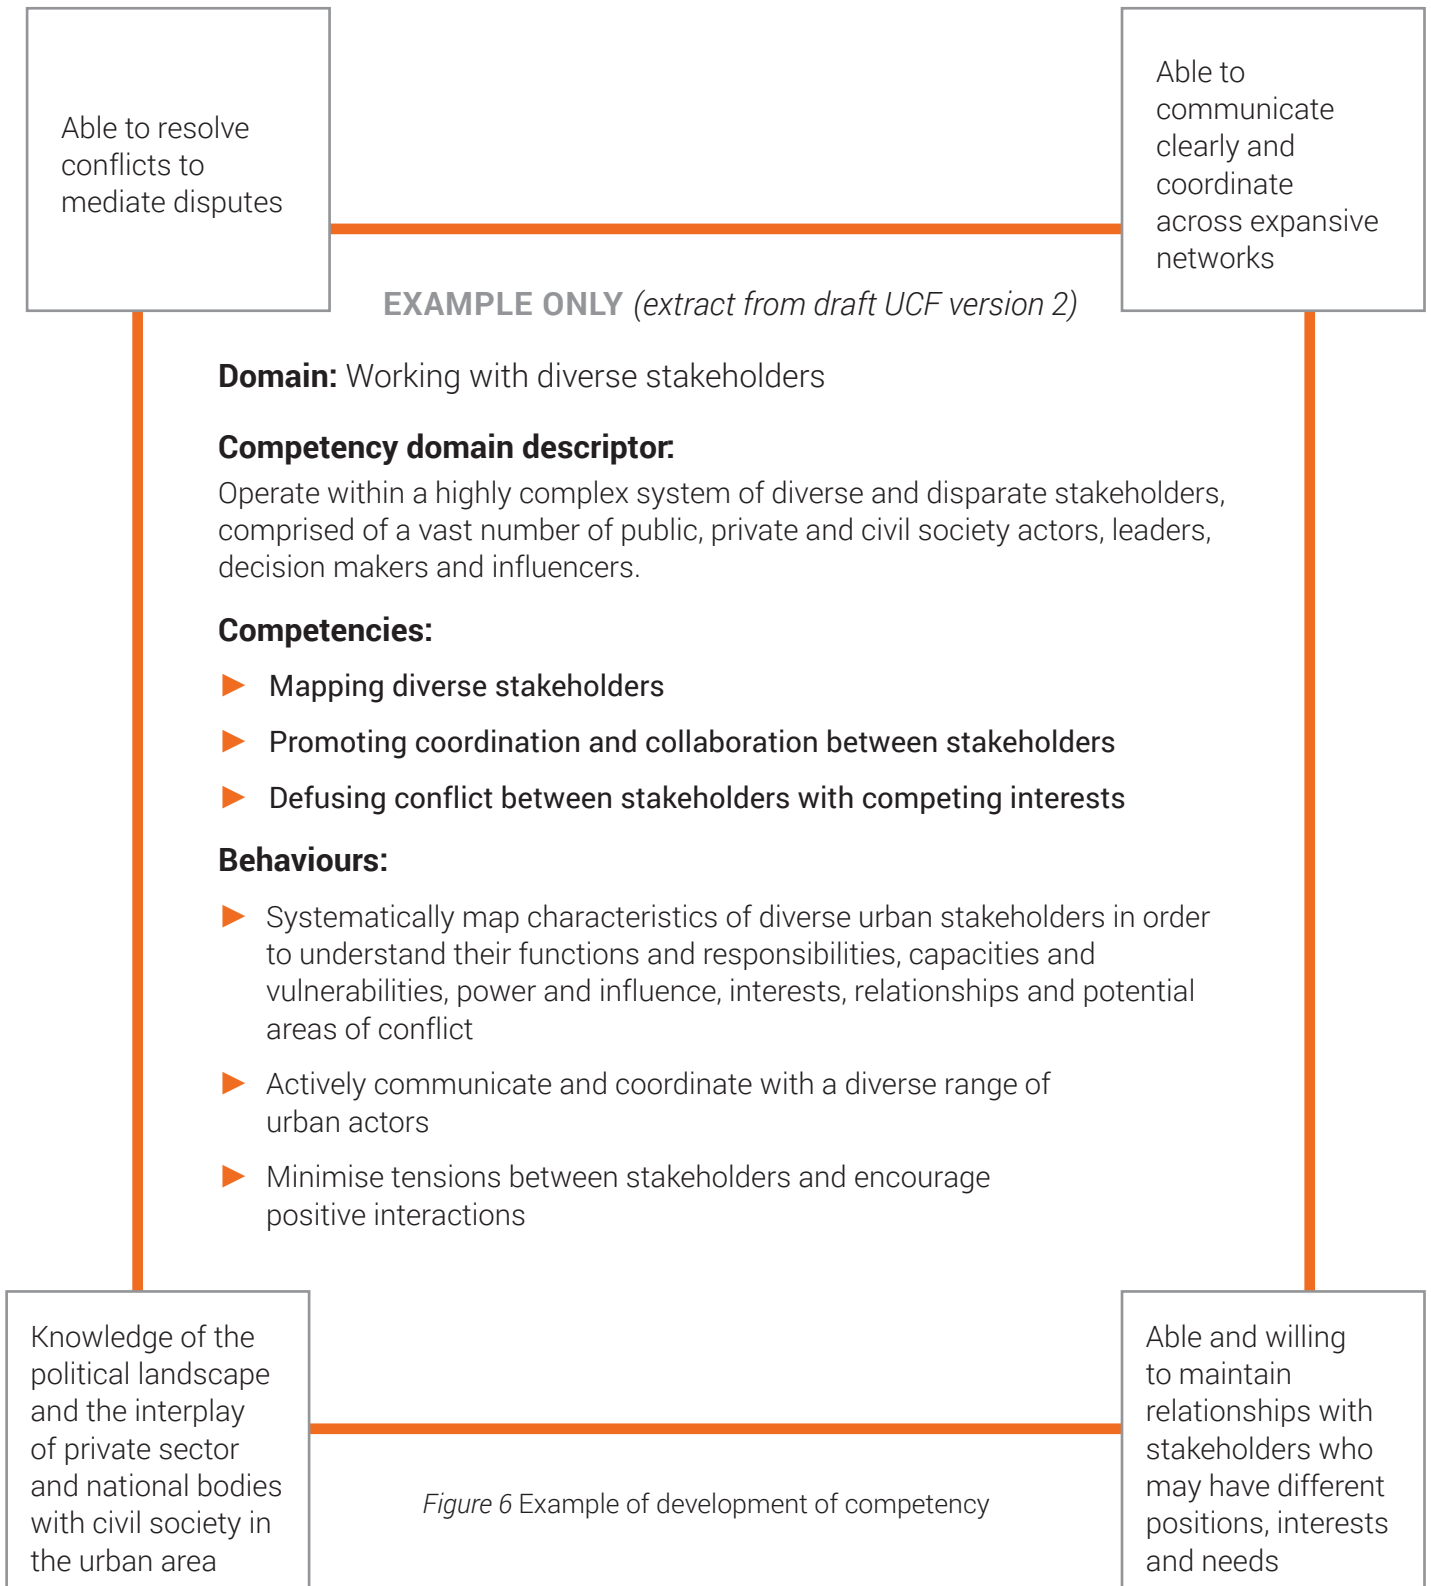 Able to resolve
conflicts to
mediate disputes
Able to
communicate
clearly and
coordinate
across expansive
networks
EXAMPLE ONLY (extract from draft UCF version 2)
Domain: Working with diverse stakeholders
Competency domain descriptor:
Operate within a highly complex system of diverse and disparate stakeholders,
comprised of a vast number of public, private and civil society actors, leaders,
decision makers and influencers.
Competencies:
► Mapping diverse stakeholders
► Promoting coordination and collaboration between stakeholders
► Defusing conflict between stakeholders with competing interests
Behaviours:
► Systematically map characteristics of diverse urban stakeholders in order
to understand their functions and responsibilities, capacities and
vulnerabilities, power and influence, interests, relationships and potential
areas of conflict
► Actively communicate and coordinate with a diverse range of
urban actors
► Minimise tensions between stakeholders and encourage
positive interactions
Knowledge of the
political landscape
and the interplay
of private sector
and national bodies
with civil society in
the urban area
Able and willing
to maintain
relationships with
stakeholders who
may have different
positions, interests
and needs
Figure 6 Example of development of competency